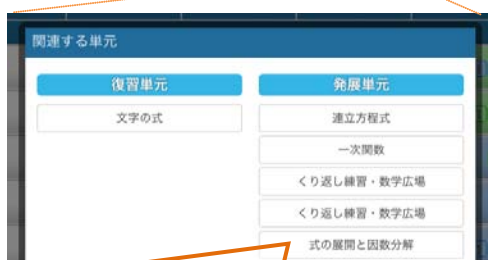 関連する単元
復習単元
文字の式
発展単元
連立方程式
一次関数
くり返し練習・数学広場
くり返し練習・数学広場
式の展開と因数分解